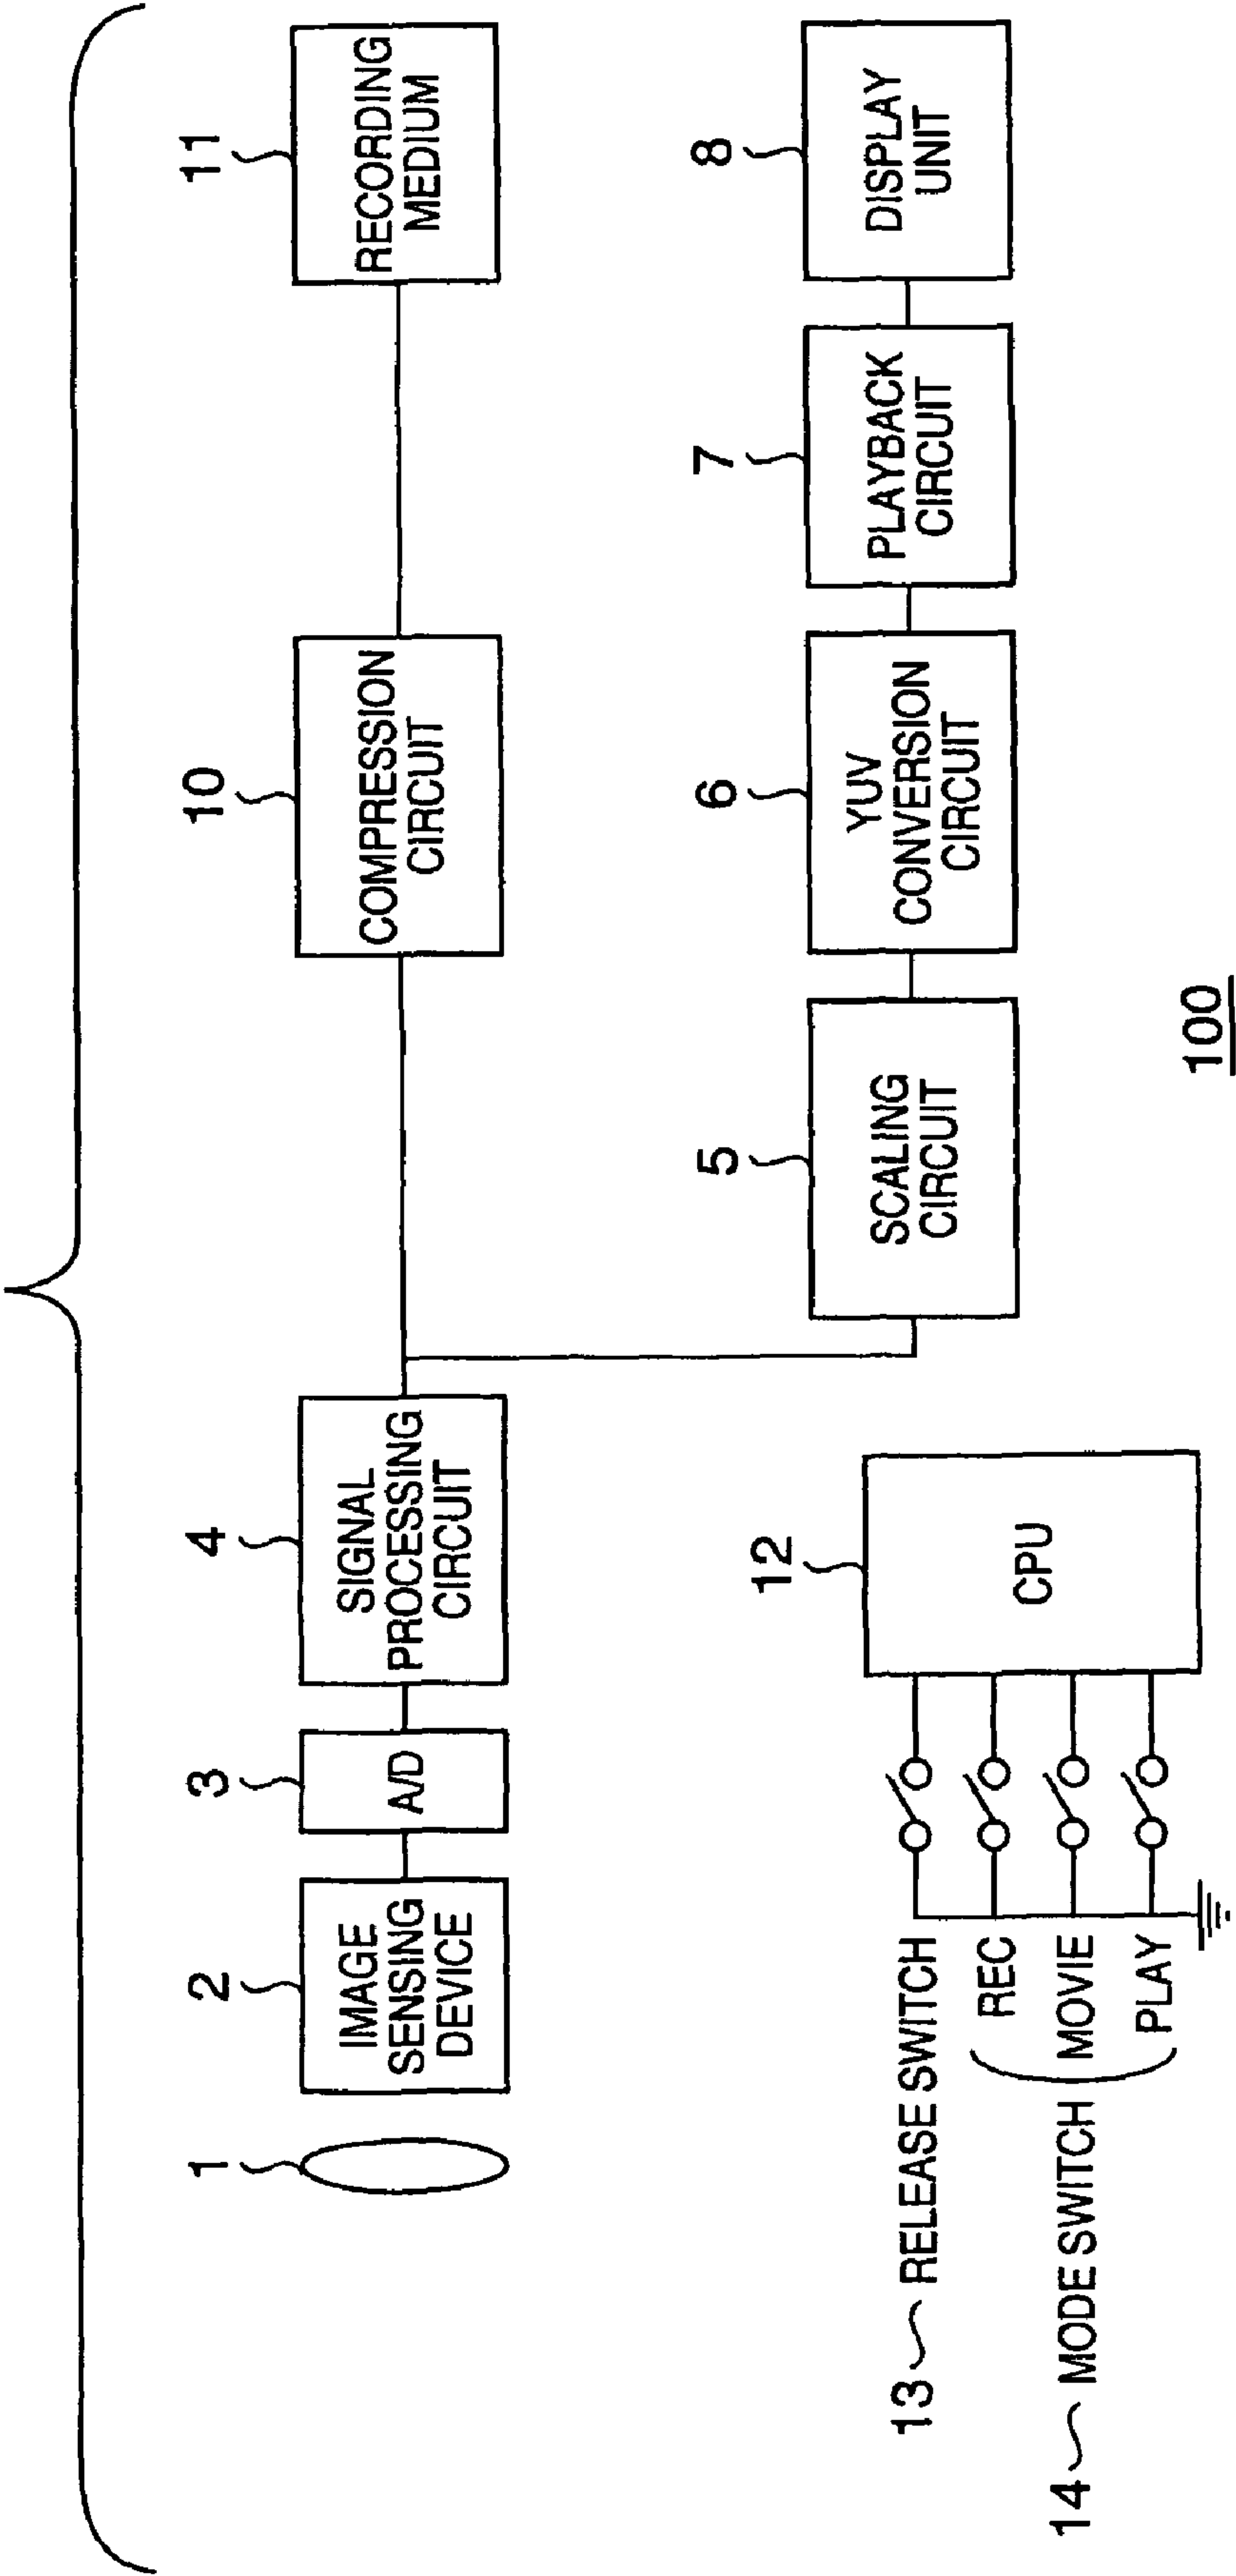 1
2
IMAGE
SENSING
DEVICE
3
A/D
4
SIGNAL
PROCESSING
CIRCUIT
10
COMPRESSION
CIRCUIT
11
RECORDING
MEDIUM
5
SCALING
CIRCUIT
6
YUV
CONVERSION
CIRCUIT
7
PLAYBACK
CIRCUIT
8
DISPLAY
UNIT
12
CPU
13
RELEASE SWITCH
14
MODE SWITCH
REC
MOVIE
PLAY
100